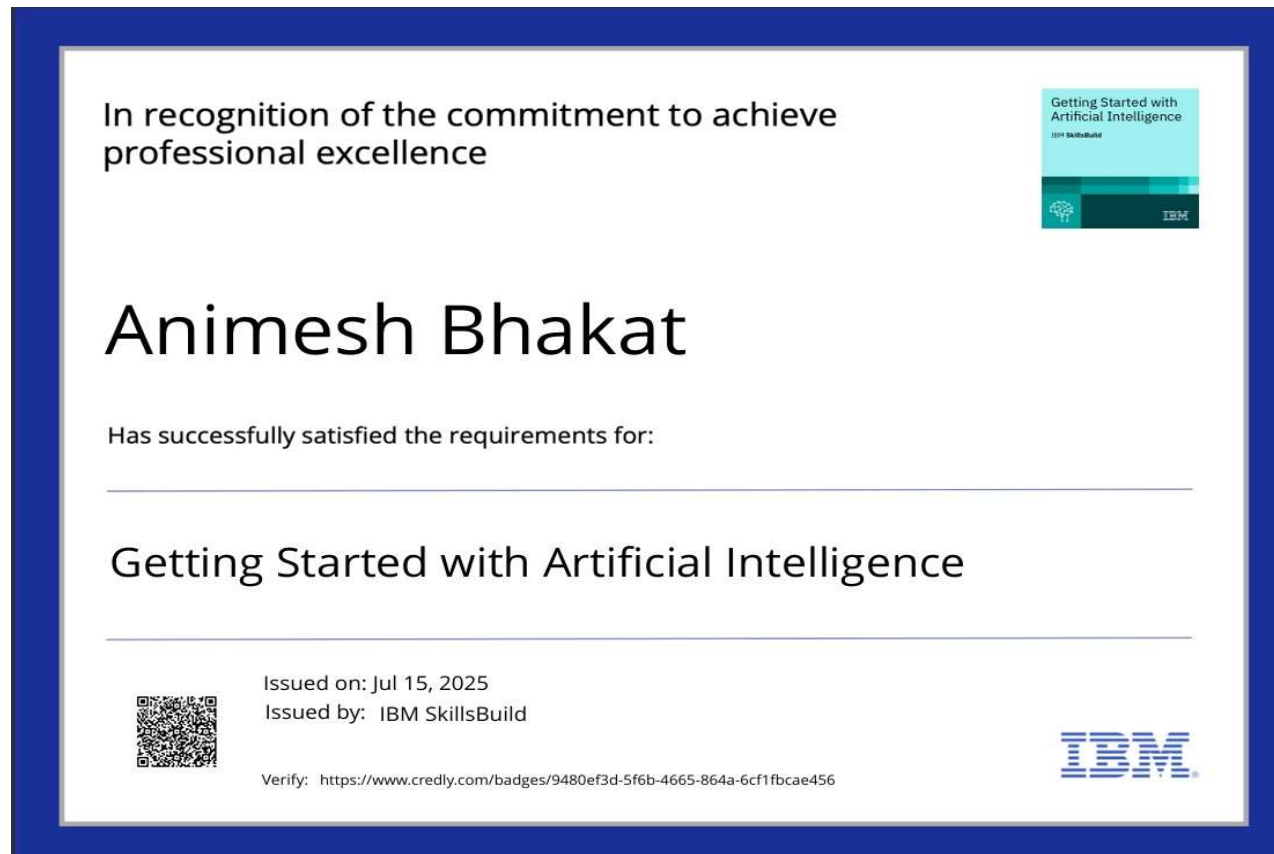 In recognition of the commitment to achieve
professional excellence
Getting Started with
Artificial Intelligence
IBM SkillsBuild
IBM
Animesh Bhakat
Has successfully satisfied the requirements for:
Getting Started with Artificial Intelligence
Issued on: Jul 15, 2025
Issued by: IBM SkillsBuild
Verify: https://www.credly.com/badges/9480ef3d-5f6b-4665-864a-6cf1fbcae456
IBM